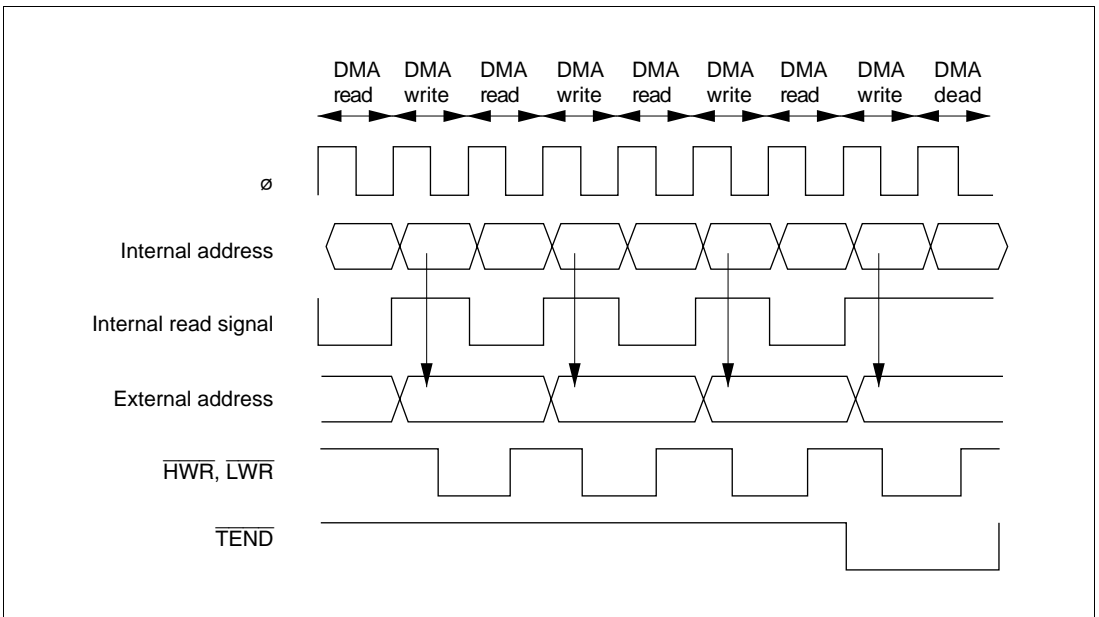 DMA DMA DMA DMA DMA DMA DMA DMA DMA
read write read write read write read write dead
ø
Internal address
Internal read signal
External address
HWR, LWR
TEND